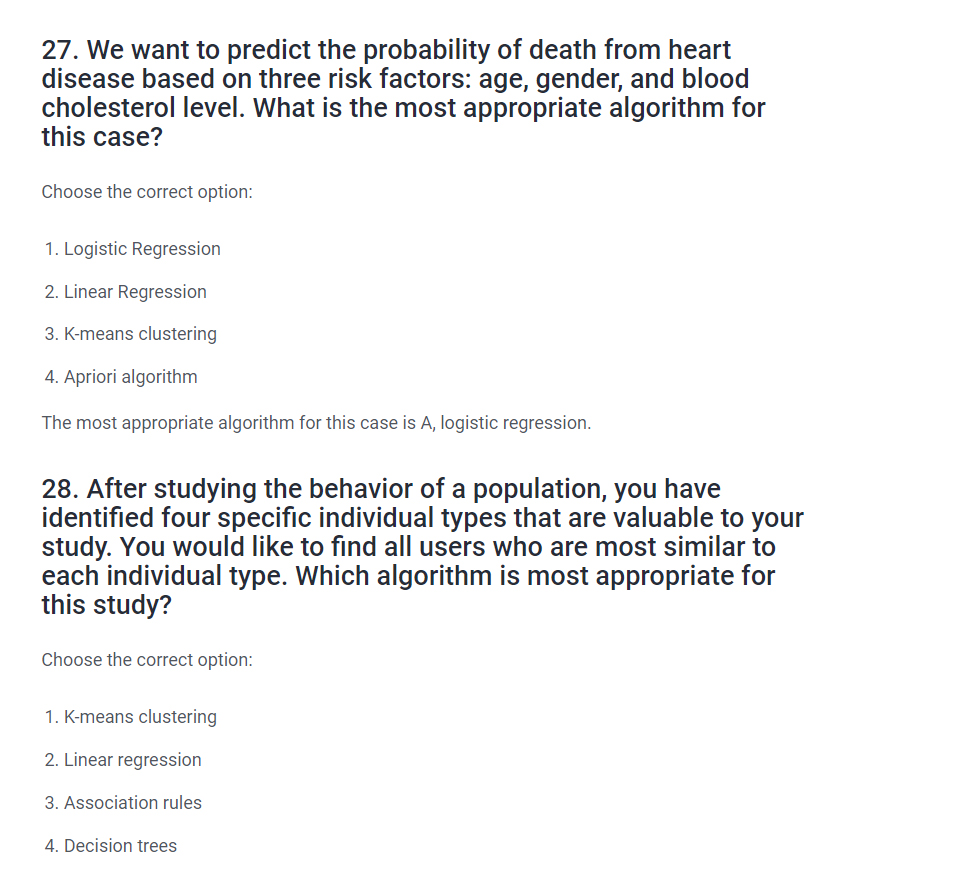 27. We want to predict the probability of death from heart
disease based on three risk factors: age, gender, and blood
cholesterol level. What is the most appropriate algorithm for
this case?
Choose the correct option:
1. Logistic Regression
2. Linear Regression
3. K-means clustering
4. Apriori algorithm
The most appropriate algorithm for this case is A, logistic regression.
28. After studying the behavior of a population, you have
identified four specific individual types that are valuable to your
study. You would like to find all users who are most similar to
each individual type. Which algorithm is most appropriate for
this study?
Choose the correct option:
1. K-means clustering
2. Linear regression
3. Association rules
4. Decision trees